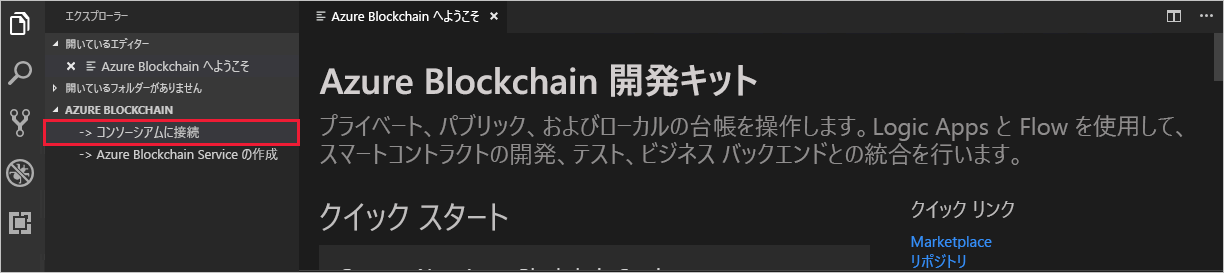 エクスプローラー
開いているエディター
Azure Blockchain へようこそ
開いているフォルダーがありません
AZURE BLOCKCHAIN
-> コンソーシアムに接続
-> Azure Blockchain Service の作成
Azure Blockchain へようこそ
Azure Blockchain 開発キット
プライベート、パブリック、およびローカルの台帳を操作します。Logic Apps と Flow を使用して、
スマートコントラクトの開発、テスト、ビジネス バックエンドとの統合を行います。
クイック スタート
クイック リンク
Marketplace
リポジトリ